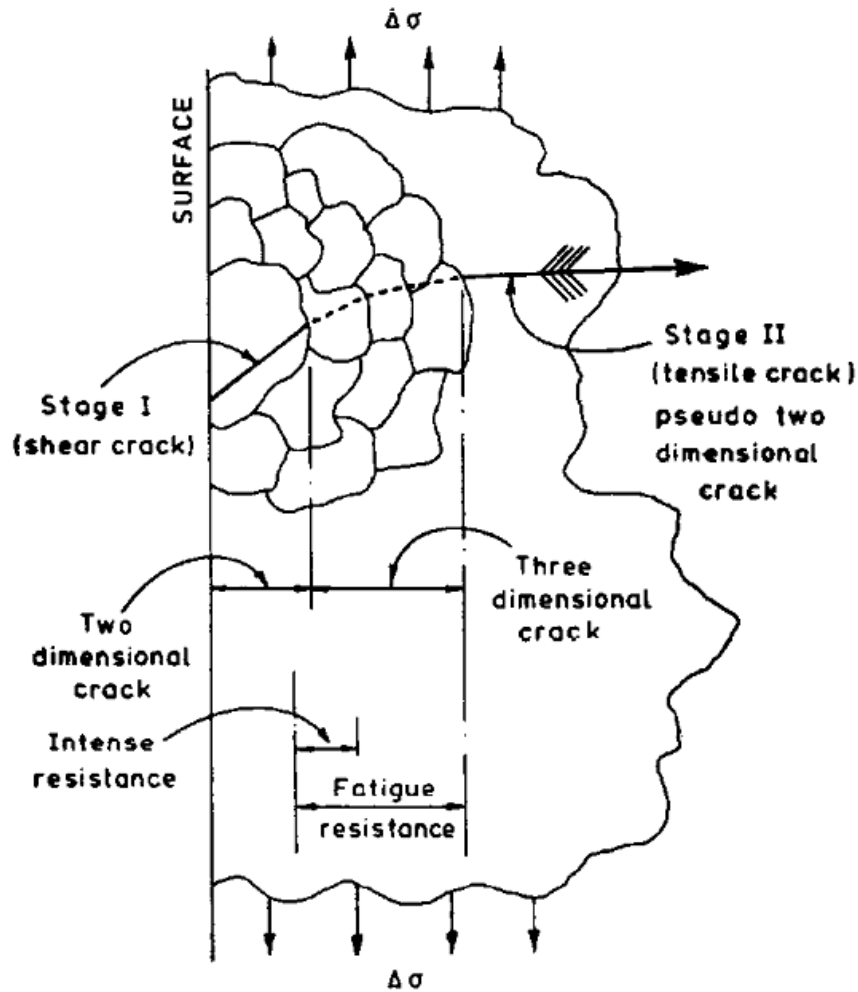 Δσ
SURFACE
Stage I
(shear crack)
Stage II
(tensile crack)
pseudo two
dimensional
crack
Two
dimensional
crack
Three
dimensional
crack
Intense
resistance
Fatigue
resistance
Δσ